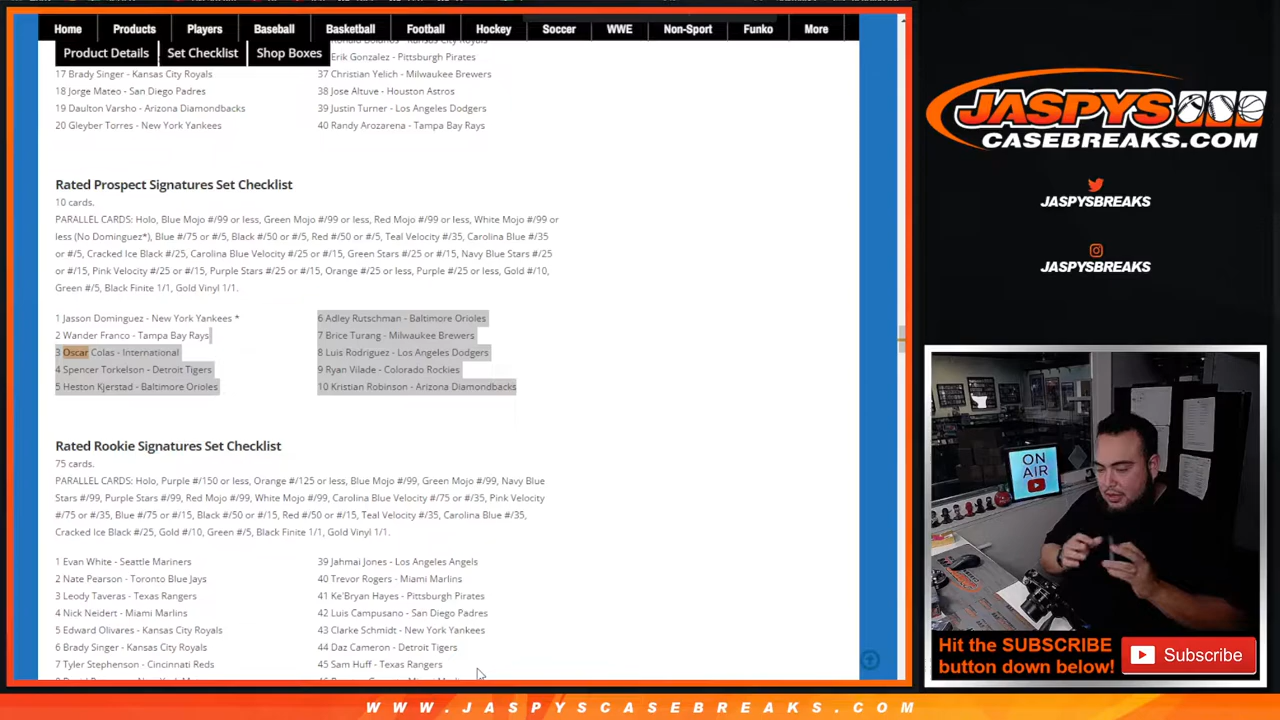 Home Products Players Baseball Basketball Football Hockey Soccer WWE Non-Sport Funko More
Product Details Set Checklist Shop Boxes
17 Brady Singer - Kansas City Royals
18 Jorge Mateo - San Diego Padres
19 Daulton Varsho - Arizona Diamondbacks
20 Gleyber Torres - New York Yankees
Erik Gonzalez - Pittsburgh Pirates
37 Christian Yelich - Milwaukee Brewers
38 Jose Altuve - Houston Astros
39 Justin Turner - Los Angeles Dodgers
40 Randy Arozarena - Tampa Bay Rays
Rated Prospect Signatures Set Checklist
10 cards.
PARALLEL CARDS: Holo, Blue Mojo #/99 or less, Green Mojo #/99 or less, Red Mojo #/99 or less, White Mojo #/99 or
less (No Dominguez*), Blue #/75 or #/5, Black #/50 or #/5, Red #/50 or #/5, Teal Velocity #/35, Carolina Blue #/35
or #/5, Cracked Ice Black #/25, Carolina Blue Velocity #/25 or #/15, Green Stars #/25 or #/15, Navy Blue Stars #/25
or #/15, Pink Velocity #/25 or #/15, Purple Stars #/25 or #/15, Orange #/25 or less, Purple #/25 or less, Gold #/10,
Green #/5, Black Finite 1/1, Gold Vinyl 1/1.
1 Jasson Dominguez - New York Yankees *
2 Wander Franco - Tampa Bay Rays
3 Oscar Colas - International
4 Spencer Torkelson - Detroit Tigers
5 Heston Kjerstad - Baltimore Orioles
6 Adley Rutschman - Baltimore Orioles
7 Brice Turang - Milwaukee Brewers
8 Luis Rodriguez - Los Angeles Dodgers
9 Ryan Vilade - Colorado Rockies
10 Kristian Robinson - Arizona Diamondbacks
Rated Rookie Signatures Set Checklist
75 cards.
PARALLEL CARDS: Holo, Purple #/150 or less, Orange #/125 or less, Blue Mojo #/99, Green Mojo #/99, Navy Blue
Stars #/99, Purple Stars #/99, Red Mojo #/99, White Mojo #/99, Carolina Blue Velocity #/75 or #/35, Pink Velocity
#/75 or #/35, Blue #/75 or #/15, Black #/50 or #/15, Red #/50 or #/15, Teal Velocity #/35, Carolina Blue #/35,
Cracked Ice Black #/25, Gold #/10, Green #/5, Black Finite 1/1, Gold Vinyl 1/1.
1 Evan White - Seattle Mariners
2 Nate Pearson - Toronto Blue Jays
3 Leody Taveras - Texas Rangers
4 Nick Neidert - Miami Marlins
5 Edward Olivares - Kansas City Royals
6 Brady Singer - Kansas City Royals
7 Tyler Stephenson - Cincinnati Reds
39 Jahmai Jones - Los Angeles Angels
40 Trevor Rogers - Miami Marlins
41 Ke'Bryan Hayes - Pittsburgh Pirates
42 Luis Campusano - San Diego Padres
43 Clarke Schmidt - New York Yankees
44 Daz Cameron - Detroit Tigers
45 Sam Huff - Texas Rangers
JASPYS
CASEBREAKS.COM
JASPYSBREAKS
JASPYSBREAKS
ON
AIR
Hit the SUBSCRIBE
button down below!
Subscribe
WWW.JASPYSCASEBREAKS.COM